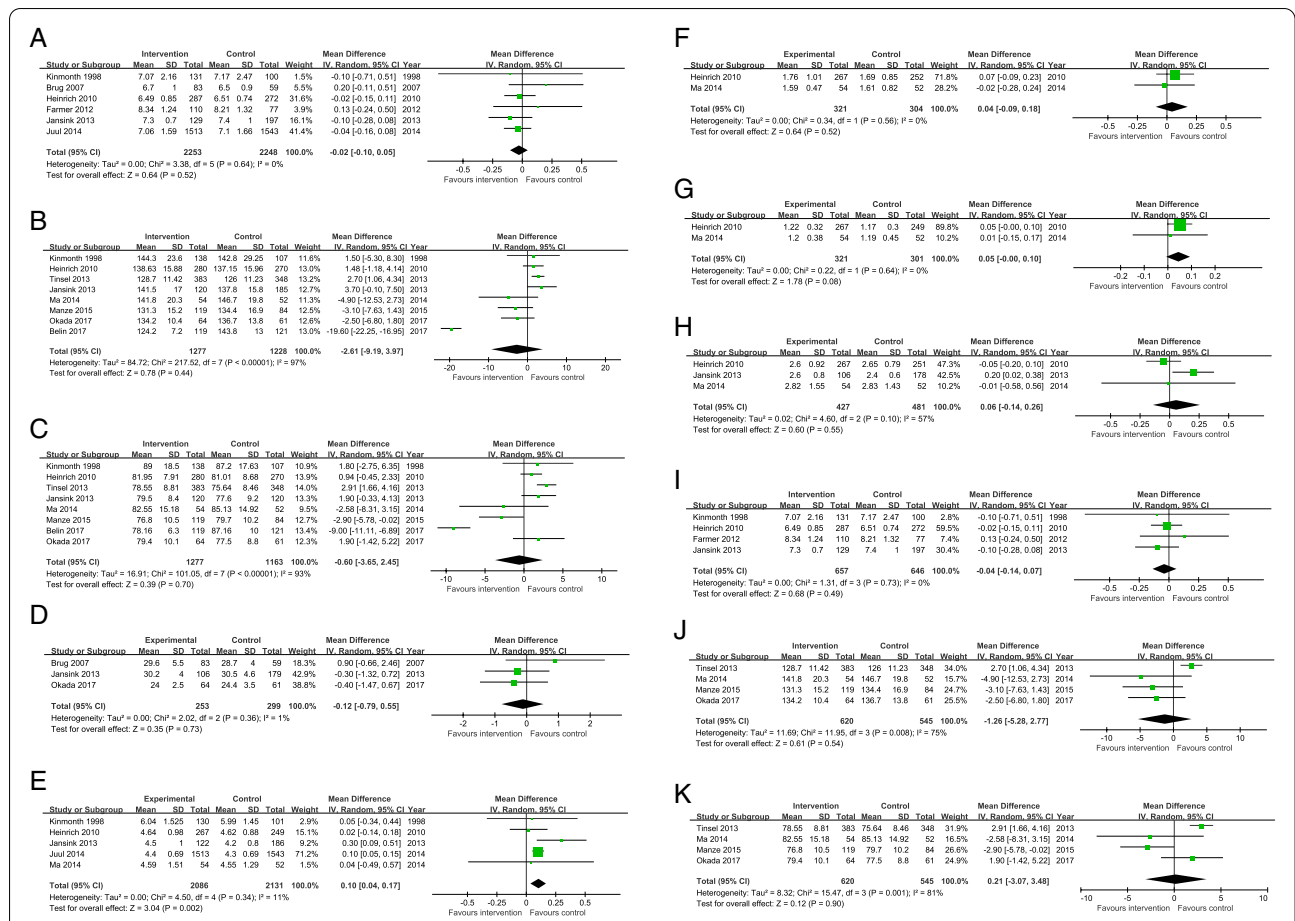 A
Intervention Control Mean Difference Mean Difference
Study or Subgroup Mean SD Total Mean SD Total Weight IV, Random, 95% CI Year IV, Random, 95% CI
Kinmonth 1998 7.07 2.16 131 7.17 2.47 100 1.5% -0.10 [-0.71, 0.51] 1998
Brug 2007 6.7 1 83 6.5 0.9 59 5.6% 0.20 [-0.11, 0.51] 2007
Heinrich 2010 6.49 0.85 287 6.51 0.74 272 31.6% -0.02 [-0.15, 0.11] 2010
Farmer 2012 8.34 1.24 110 8.21 1.32 77 3.9% 0.13 [-0.24, 0.50] 2012
Jansink 2013 7.3 0.7 129 7.4 1 197 16.1% -0.10 [-0.28, 0.08] 2013
Juul 2014 7.06 1.59 1513 7.1 1.66 1543 41.4% -0.04 [-0.16, 0.08] 2014
Total (95% CI) 2253 2248 100.0% -0.02 [-0.10, 0.05]
Heterogeneity: Tau² = 0.00; Chi² = 3.38, df = 5 (P = 0.64); I² = 0%
Test for overall effect: Z = 0.64 (P = 0.52)
-0.5 -0.25 0 0.25 0.5
Favours intervention Favours control
B
Intervention Control Mean Difference Mean Difference
Study or Subgroup Mean SD Total Mean SD Total Weight IV, Random, 95% CI Year IV, Random, 95% CI
Kinmonth 1998 144.3 23.6 138 142.8 29.25 107 11.6% 1.50 [-5.30, 8.30] 1998
Heinrich 2010 138.63 15.88 280 137.15 15.96 270 13.0% 1.48 [-1.18, 4.14] 2010
Tinsel 2013 128.7 11.42 383 126 11.23 348 13.2% 2.70 [1.06, 4.34] 2013
Jansink 2013 141.5 17 120 137.8 15.8 185 12.7% 3.70 [-0.10, 7.50] 2013
Ma 2014 141.8 20.3 54 146.7 19.8 52 11.3% -4.90 [-12.53, 2.73] 2014
Manze 2015 131.3 15.2 119 134.4 16.9 84 12.5% -3.10 [-7.63, 1.43] 2015
Okada 2017 134.2 10.4 64 136.7 13.8 61 12.6% -2.50 [-6.80, 1.80] 2017
Belin 2017 124.2 7.2 119 143.8 13 121 13.0% -19.60 [-22.25, -16.95] 2017
Total (95% CI) 1277 1228 100.0% -2.61 [-9.19, 3.97]
Heterogeneity: Tau² = 84.72; Chi² = 217.52, df = 7 (P < 0.00001); I² = 97%
Test for overall effect: Z = 0.78 (P = 0.44)
-20 -10 0 10 20
Favours intervention Favours control
C
Intervention Control Mean Difference Mean Difference
Study or Subgroup Mean SD Total Mean SD Total Weight IV, Random, 95% CI Year IV, Random, 95% CI
Kinmonth 1998 89 18.5 138 87.2 17.63 107 10.9% 1.80 [-2.75, 6.35] 1998
Heinrich 2010 81.95 7.91 280 81.01 8.68 270 13.9% 0.94 [-0.45, 2.33] 2010
Tinsel 2013 78.55 8.81 383 75.64 8.46 348 14.0% 2.91 [1.66, 4.16] 2013
Jansink 2013 79.5 8.4 120 77.6 9.2 120 13.3% 1.90 [-0.33, 4.13] 2013
Ma 2014 82.55 15.18 54 85.13 14.92 52 9.7% -2.58 [-8.31, 3.15] 2014
Manze 2015 76.8 10.5 119 79.7 10.2 84 12.7% -2.90 [-5.78, -0.02] 2015
Belin 2017 78.16 6.3 119 87.16 10 121 13.4% -9.00 [-11.11, -6.89] 2017
Okada 2017 79.4 10.1 64 77.5 8.8 61 12.2% 1.90 [-1.42, 5.22] 2017
Total (95% CI) 1277 1163 100.0% -0.60 [-3.65, 2.45]
Heterogeneity: Tau² = 16.91; Chi² = 101.05, df = 7 (P < 0.00001); I² = 93%
Test for overall effect: Z = 0.39 (P = 0.70)
-10 -5 0 5 10
Favours intervention Favours control
D
Experimental Control Mean Difference Mean Difference
Study or Subgroup Mean SD Total Mean SD Total Weight IV, Random, 95% CI Year IV, Random, 95% CI
Brug 2007 29.6 5.5 83 28.7 4 59 18.3% 0.90 [-0.66, 2.46] 2007
Jansink 2013 30.2 4 106 30.5 4.6 179 42.9% -0.30 [-1.32, 0.72] 2013
Okada 2017 24 2.5 64 24.4 3.5 61 38.8% -0.40 [-1.47, 0.67] 2017
Total (95% CI) 253 299 100.0% -0.12 [-0.79, 0.55]
Heterogeneity: Tau² = 0.00; Chi² = 2.02, df = 2 (P = 0.36); I² = 1%
Test for overall effect: Z = 0.35 (P = 0.73)
-2 -1 0 1 2
Favours intervention Favours control
E
Experimental Control Mean Difference Mean Difference
Study or Subgroup Mean SD Total Mean SD Total Weight IV, Random, 95% CI Year IV, Random, 95% CI
Kinmonth 1998 6.04 1.525 130 5.99 1.45 101 2.9% 0.05 [-0.34, 0.44] 1998
Heinrich 2010 4.64 0.98 267 4.62 0.88 249 15.1% 0.02 [-0.14, 0.18] 2010
Jansink 2013 4.5 1 122 4.2 0.8 186 9.1% 0.30 [0.09, 0.51] 2013
Juul 2014 4.4 0.69 1513 4.3 0.69 1543 71.2% 0.10 [0.05, 0.15] 2014
Ma 2014 4.59 1.51 54 4.55 1.29 52 1.7% 0.04 [-0.49, 0.57] 2014
Total (95% CI) 2086 2131 100.0% 0.10 [0.04, 0.17]
Heterogeneity: Tau² = 0.00; Chi² = 4.50, df = 4 (P = 0.34); I² = 11%
Test for overall effect: Z = 3.04 (P = 0.002)
-0.5 -0.25 0 0.25 0.5
Favours intervention Favours control
F
Experimental Control Mean Difference Mean Difference
Study or Subgroup Mean SD Total Mean SD Total Weight IV, Random, 95% CI Year IV, Random, 95% CI
Heinrich 2010 1.76 1.01 267 1.69 0.85 252 71.8% 0.07 [-0.09, 0.23] 2010
Ma 2014 1.59 0.47 54 1.61 0.82 52 28.2% -0.02 [-0.28, 0.24] 2014
Total (95% CI) 321 304 100.0% 0.04 [-0.09, 0.18]
Heterogeneity: Tau² = 0.00; Chi² = 0.34, df = 1 (P = 0.56); I² = 0%
Test for overall effect: Z = 0.64 (P = 0.52)
-0.5 -0.25 0 0.25 0.5
Favours intervention Favours control
G
Experimental Control Mean Difference Mean Difference
Study or Subgroup Mean SD Total Mean SD Total Weight IV, Random, 95% CI Year IV, Random, 95% CI
Heinrich 2010 1.22 0.32 267 1.17 0.3 249 89.8% 0.05 [-0.00, 0.10] 2010
Ma 2014 1.2 0.38 54 1.19 0.45 52 10.2% 0.01 [-0.15, 0.17] 2014
Total (95% CI) 321 301 100.0% 0.05 [-0.00, 0.10]
Heterogeneity: Tau² = 0.00; Chi² = 0.22, df = 1 (P = 0.64); I² = 0%
Test for overall effect: Z = 1.78 (P = 0.08)
-0.2 -0.1 0 0.1 0.2
Favours intervention Favours control
H
Experimental Control Mean Difference Mean Difference
Study or Subgroup Mean SD Total Mean SD Total Weight IV, Random, 95% CI Year IV, Random, 95% CI
Heinrich 2010 2.6 0.92 267 2.65 0.79 251 47.3% -0.05 [-0.20, 0.10] 2010
Jansink 2013 2.6 0.8 106 2.4 0.6 178 42.5% 0.20 [0.02, 0.38] 2013
Ma 2014 2.82 1.55 54 2.83 1.43 52 10.2% -0.01 [-0.58, 0.56] 2014
Total (95% CI) 427 481 100.0% 0.06 [-0.14, 0.26]
Heterogeneity: Tau² = 0.02; Chi² = 4.60, df = 2 (P = 0.10); I² = 57%
Test for overall effect: Z = 0.60 (P = 0.55)
-0.5 -0.25 0 0.25 0.5
Favours intervention Favours control
I
Intervention Control Mean Difference Mean Difference
Study or Subgroup Mean SD Total Mean SD Total Weight IV, Random, 95% CI Year IV, Random, 95% CI
Kinmonth 1998 7.07 2.16 131 7.17 2.47 100 2.8% -0.10 [-0.71, 0.51] 1998
Heinrich 2010 6.49 0.85 287 6.51 0.74 272 59.5% -0.02 [-0.15, 0.11] 2010
Farmer 2012 8.34 1.24 110 8.21 1.32 77 7.4% 0.13 [-0.24, 0.50] 2012
Jansink 2013 7.3 0.7 129 7.4 1 197 30.4% -0.10 [-0.28, 0.08] 2013
Total (95% CI) 657 646 100.0% -0.04 [-0.14, 0.07]
Heterogeneity: Tau² = 0.00; Chi² = 1.31, df = 3 (P = 0.73); I² = 0%
Test for overall effect: Z = 0.68 (P = 0.49)
-0.5 -0.25 0 0.25 0.5
Favours intervention Favours control
J
Intervention Control Mean Difference Mean Difference
Study or Subgroup Mean SD Total Mean SD Total Weight IV, Random, 95% CI Year IV, Random, 95% CI
Tinsel 2013 128.7 11.42 383 126 11.23 348 34.0% 2.70 [1.06, 4.34] 2013
Ma 2014 141.8 20.3 54 146.7 19.8 52 15.8% -4.90 [-12.53, 2.73] 2014
Manze 2015 131.3 15.2 119 134.4 16.9 84 24.7% -3.10 [-7.63, 1.43] 2015
Okada 2017 134.2 10.4 64 136.7 13.8 61 25.5% -2.50 [-6.80, 1.80] 2017
Total (95% CI) 620 545 100.0% -1.26 [-5.28, 2.77]
Heterogeneity: Tau² = 11.69; Chi² = 11.95, df = 3 (P = 0.008); I² = 75%
Test for overall effect: Z = 0.61 (P = 0.54)
-10 -5 0 5 10
Favours intervention Favours control
K
Intervention Control Mean Difference Mean Difference
Study or Subgroup Mean SD Total Mean SD Total Weight IV, Random, 95% CI Year IV, Random, 95% CI
Tinsel 2013 78.55 8.81 383 75.64 8.46 348 31.9% 2.91 [1.66, 4.16] 2013
Ma 2014 82.55 15.18 54 85.13 14.92 52 16.3% -2.58 [-8.31, 3.15] 2014
Manze 2015 76.8 10.5 119 79.7 10.2 84 26.6% -2.90 [-5.78, -0.02] 2015
Okada 2017 79.4 10.1 64 77.5 8.8 61 25.2% 1.90 [-1.42, 5.22] 2017
Total (95% CI) 620 545 100.0% 0.21 [-3.07, 3.48]
Heterogeneity: Tau² = 8.32; Chi² = 15.47, df = 3 (P = 0.001); I² = 81%
Test for overall effect: Z = 0.12 (P = 0.90)
-10 -5 0 5 10
Favours intervention Favours control